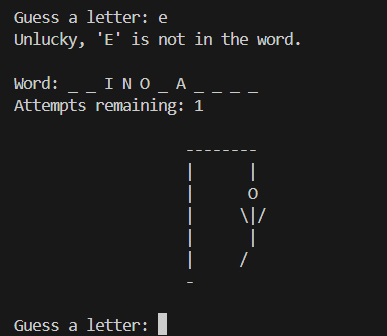 Guess a letter: e
Unlucky, 'E' is not in the word.
Word: _ _ I N O _ A _ _ _ _
Attempts remaining: 1
--------
|      |
|      O
|     \|/
|      |
|     /
-
Guess a letter: